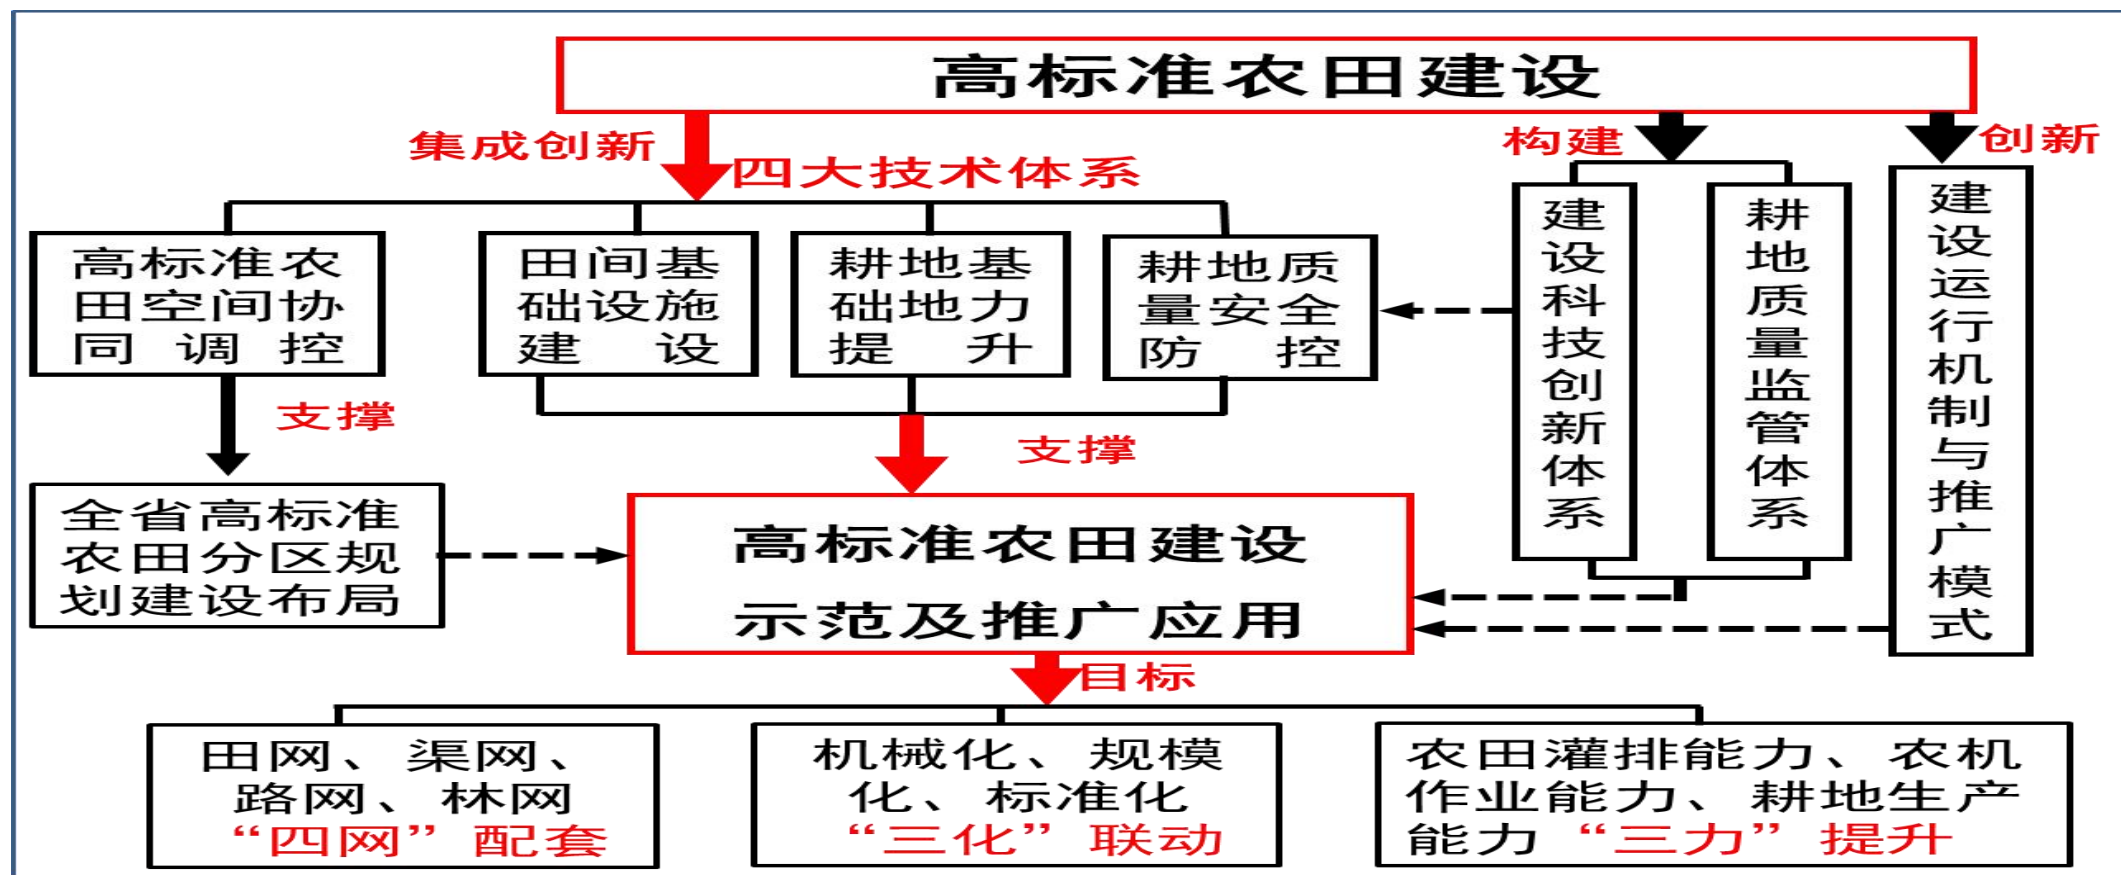 高标准农田建设
集成创新
四大技术体系
构建
创新
高标准农
田空间协
同调控
田间基
础设施
建设
耕地基
础地力
提升
耕地质
量安全
防控
建设科技创新体系
耕地质量监管体系
建设运行机制与推广模式
支撑
支撑
全省高标准
农田分区规
划建设布局
高标准农田建设
示范及推广应用
目标
田网、渠网、
路网、林网
“四网”配套
机械化、规模
化、标准化
“三化”联动
农田灌排能力、农机
作业能力、耕地生产
能力“三力”提升